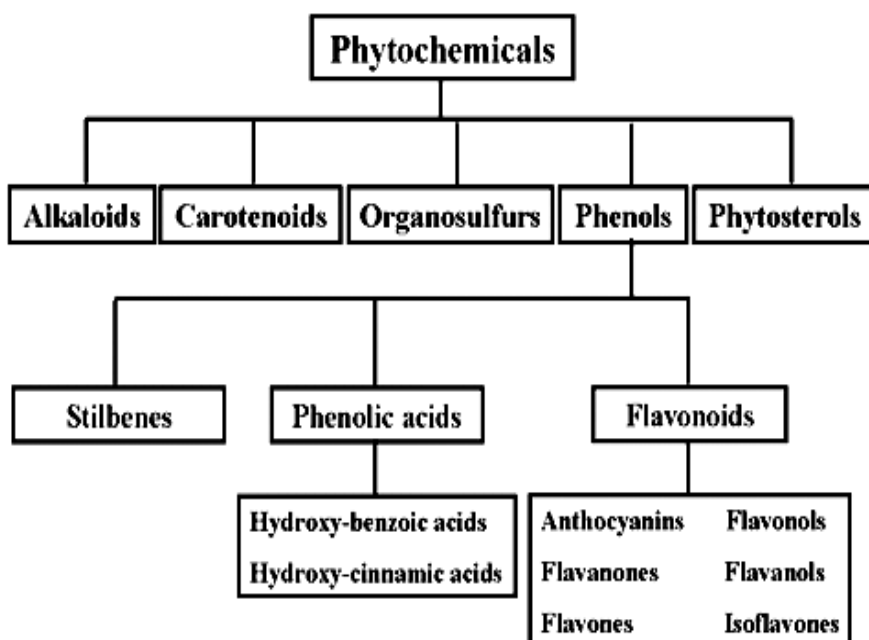 Phytochemicals
Alkaloids Carotenoids Organosulfurs Phenols Phytosterols
Stilbenes Phenolic acids Flavonoids
Hydroxy-benzoic acids
Hydroxy-cinnamic acids
Anthocyanins Flavonols
Flavanones Flavanols
Flavones Isoflavones